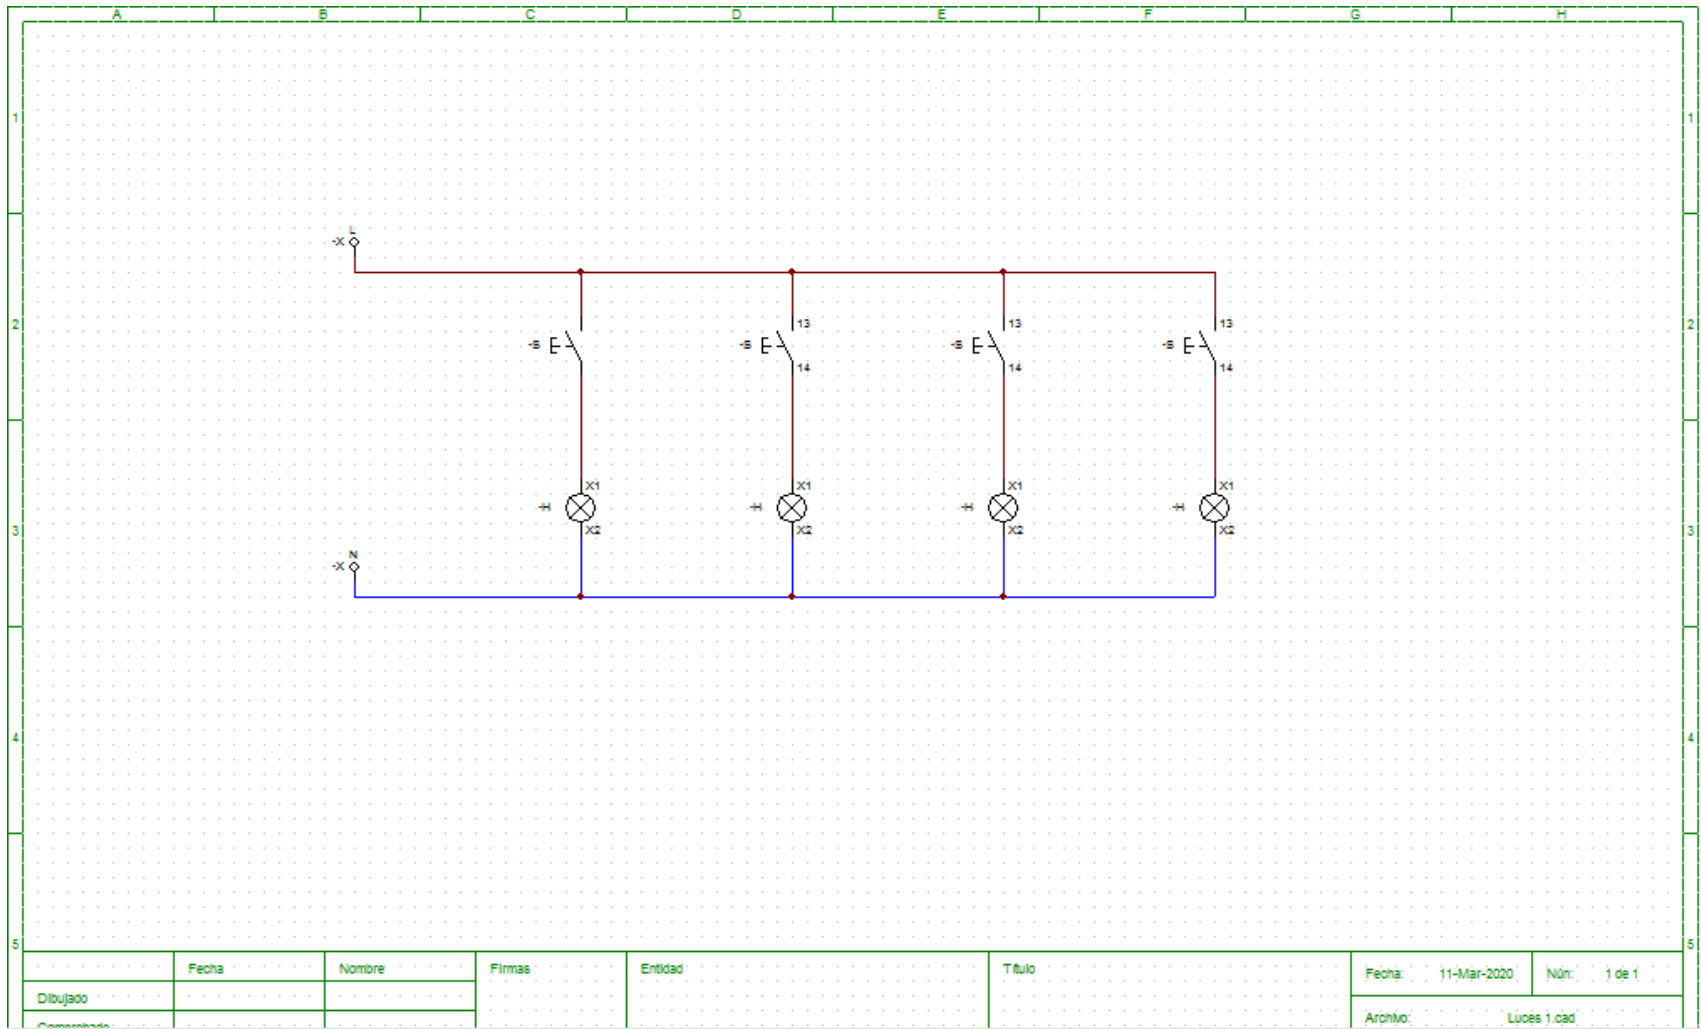 A B C D E F G H
1 1
L
-X
2 13 13 13 2
-S -S -S -S
14 14 14
X1 X1 X1 X1
-H -H -H -H
3 X2 X2 X2 X2 3
N
-X
4 4
5 5
Fecha Nombre Firmas Entidad Título Fecha: 11-Mar-2020 Nún: 1 de 1
Dibujado
Comprobado Archivo: Luces 1.cad